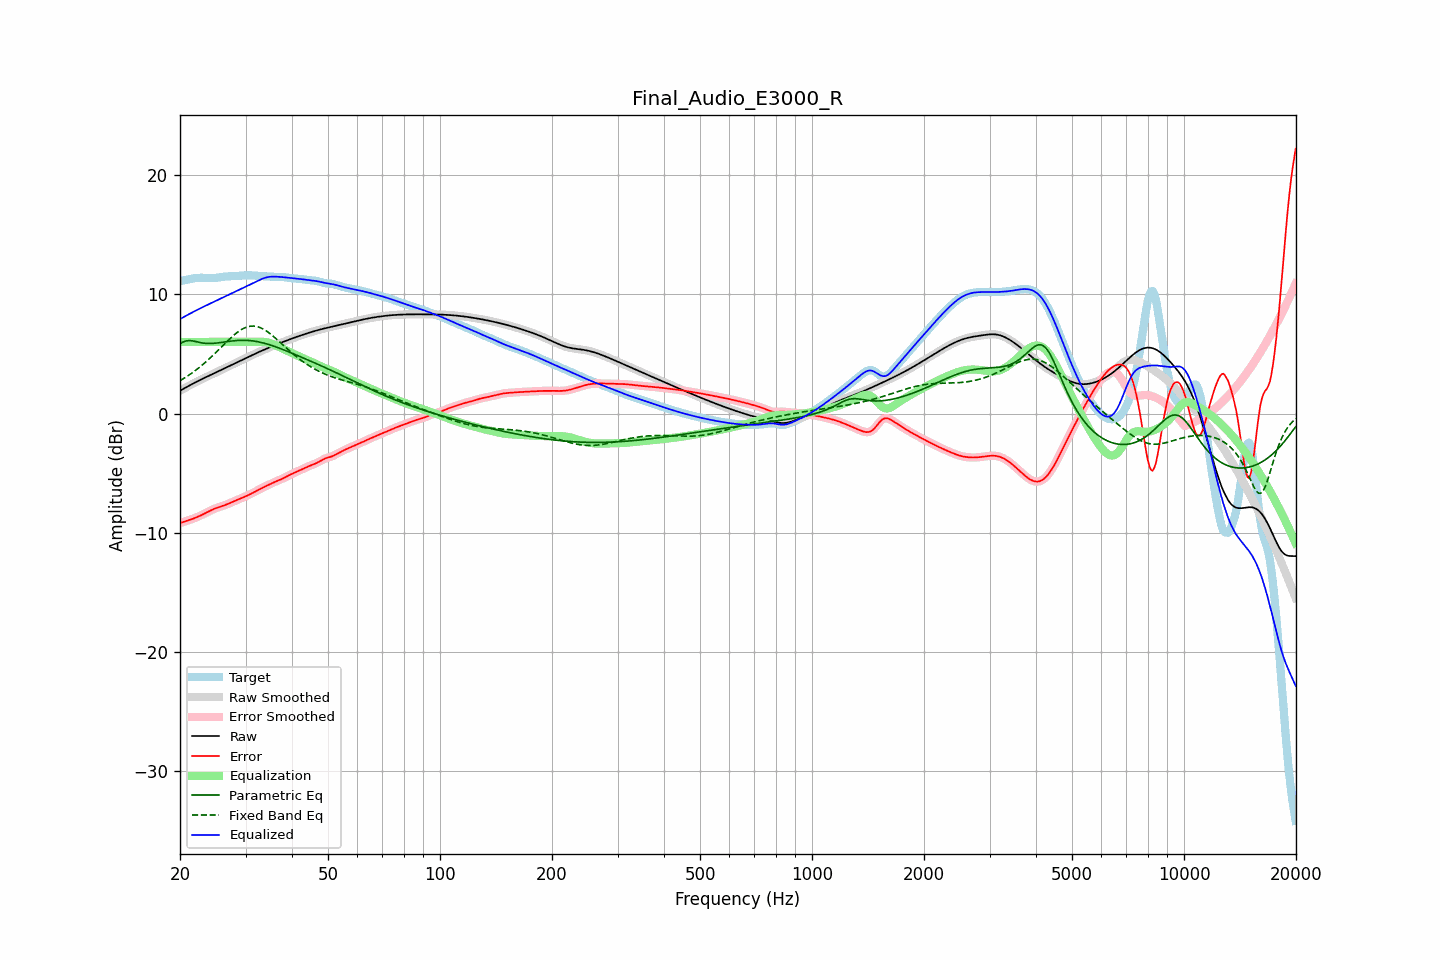 Final_Audio_E3000_R
Amplitude (dBr)
20
10
0
−10
−20
−30
Target
Raw Smoothed
Error Smoothed
Raw
Error
Equalization
Parametric Eq
Fixed Band Eq
Equalized
20 50 100 200 500 1000 2000 5000 10000 20000
Frequency (Hz)